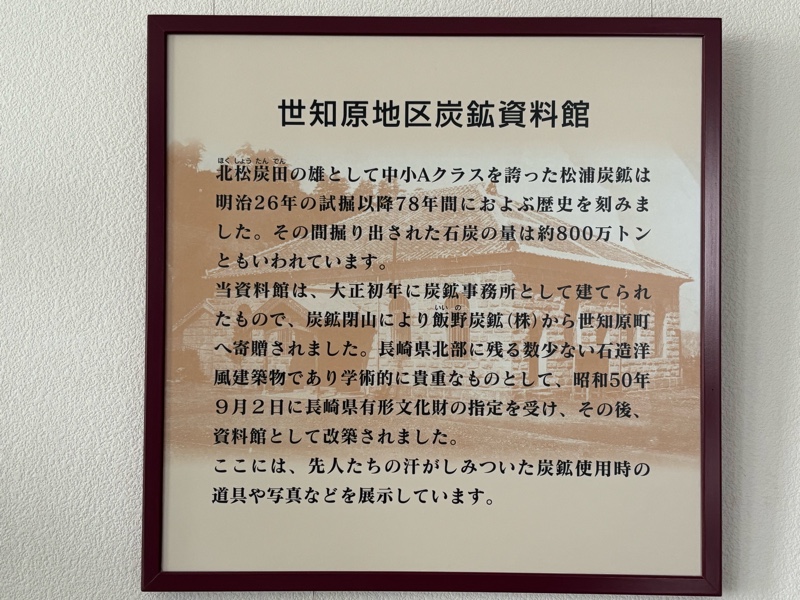 世知原地区炭鉱資料館
ほくしょうたんでん
北松炭田の雄として中小Aクラスを誇った松浦炭鉱は
明治26年の試掘以降78年間におよぶ歴史を刻みま
した。その間掘り出された石炭の量は約800万トン
ともいわれています。
当資料館は、大正初年に炭鉱事務所として建てられ
いいの
たもので、炭鉱閉山により飯野炭鉱(株)から世知原町
へ寄贈されました。長崎県北部に残る数少ない石造洋
風建築物であり学術的に貴重なものとして、昭和50年
９月２日に長崎県有形文化財の指定を受け、その後、
資料館として改築されました。
ここには、先人たちの汗がしみついた炭鉱使用時の
道具や写真などを展示しています。